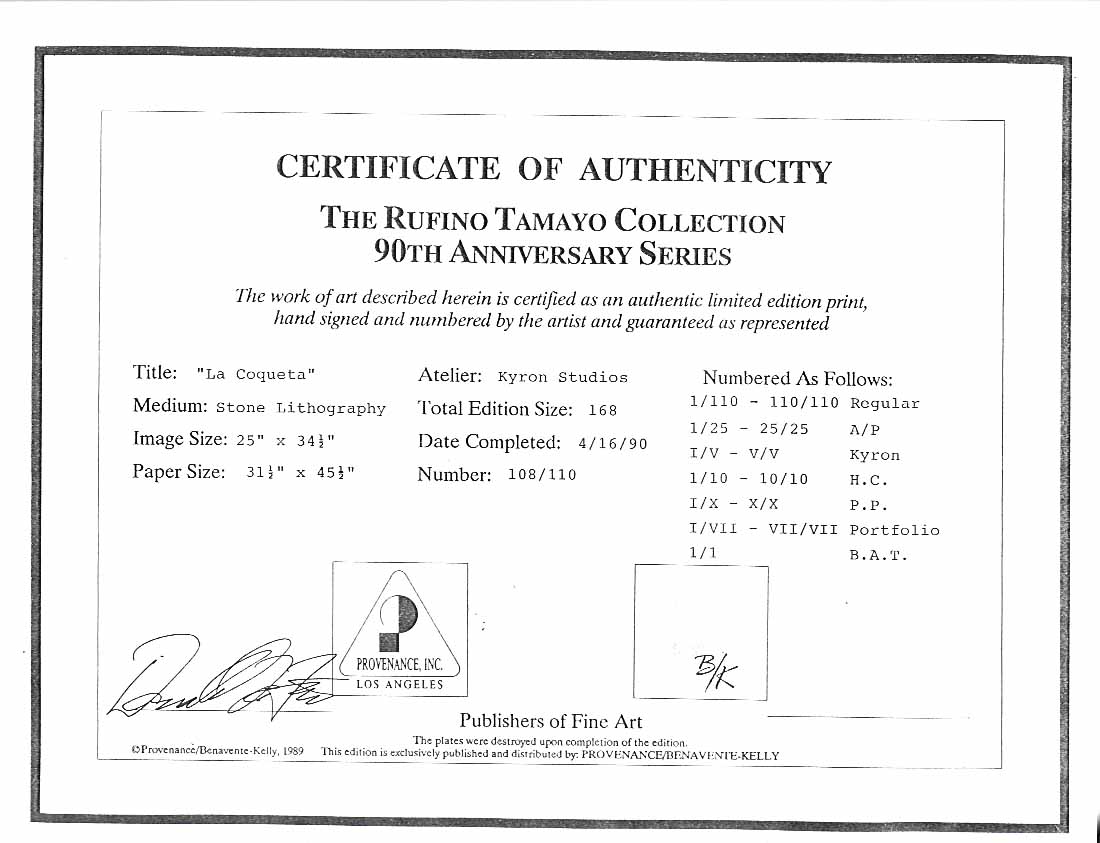 CERTIFICATE OF AUTHENTICITY
THE RUFINO TAMAYO COLLECTION
90TH ANNIVERSARY SERIES
The work of art described herein is certified as an authentic limited edition print,
hand signed and numbered by the artist and guaranteed as represented
Title: "La Coqueta"
Medium: Stone Lithography
Image Size: 25" x 34½"
Paper Size: 31½" x 45½"
Atelier: Kyron Studios
Total Edition Size: 168
Date Completed: 4/16/90
Number: 108/110
Numbered As Follows:
1/110 - 110/110 Regular
1/25 - 25/25 A/P
I/V - V/V Kyron
1/10 - 10/10 H.C.
I/X - X/X P.P.
I/VII - VII/VII Portfolio
1/1 B.A.T.
PROVENANCE, INC.
LOS ANGELES
B/K
Publishers of Fine Art
The plates were destroyed upon completion of the edition.
©Provenance/Benavente-Kelly, 1989 This edition is exclusively published and distributed by: PROVENANCE/BENAVENTE-KELLY